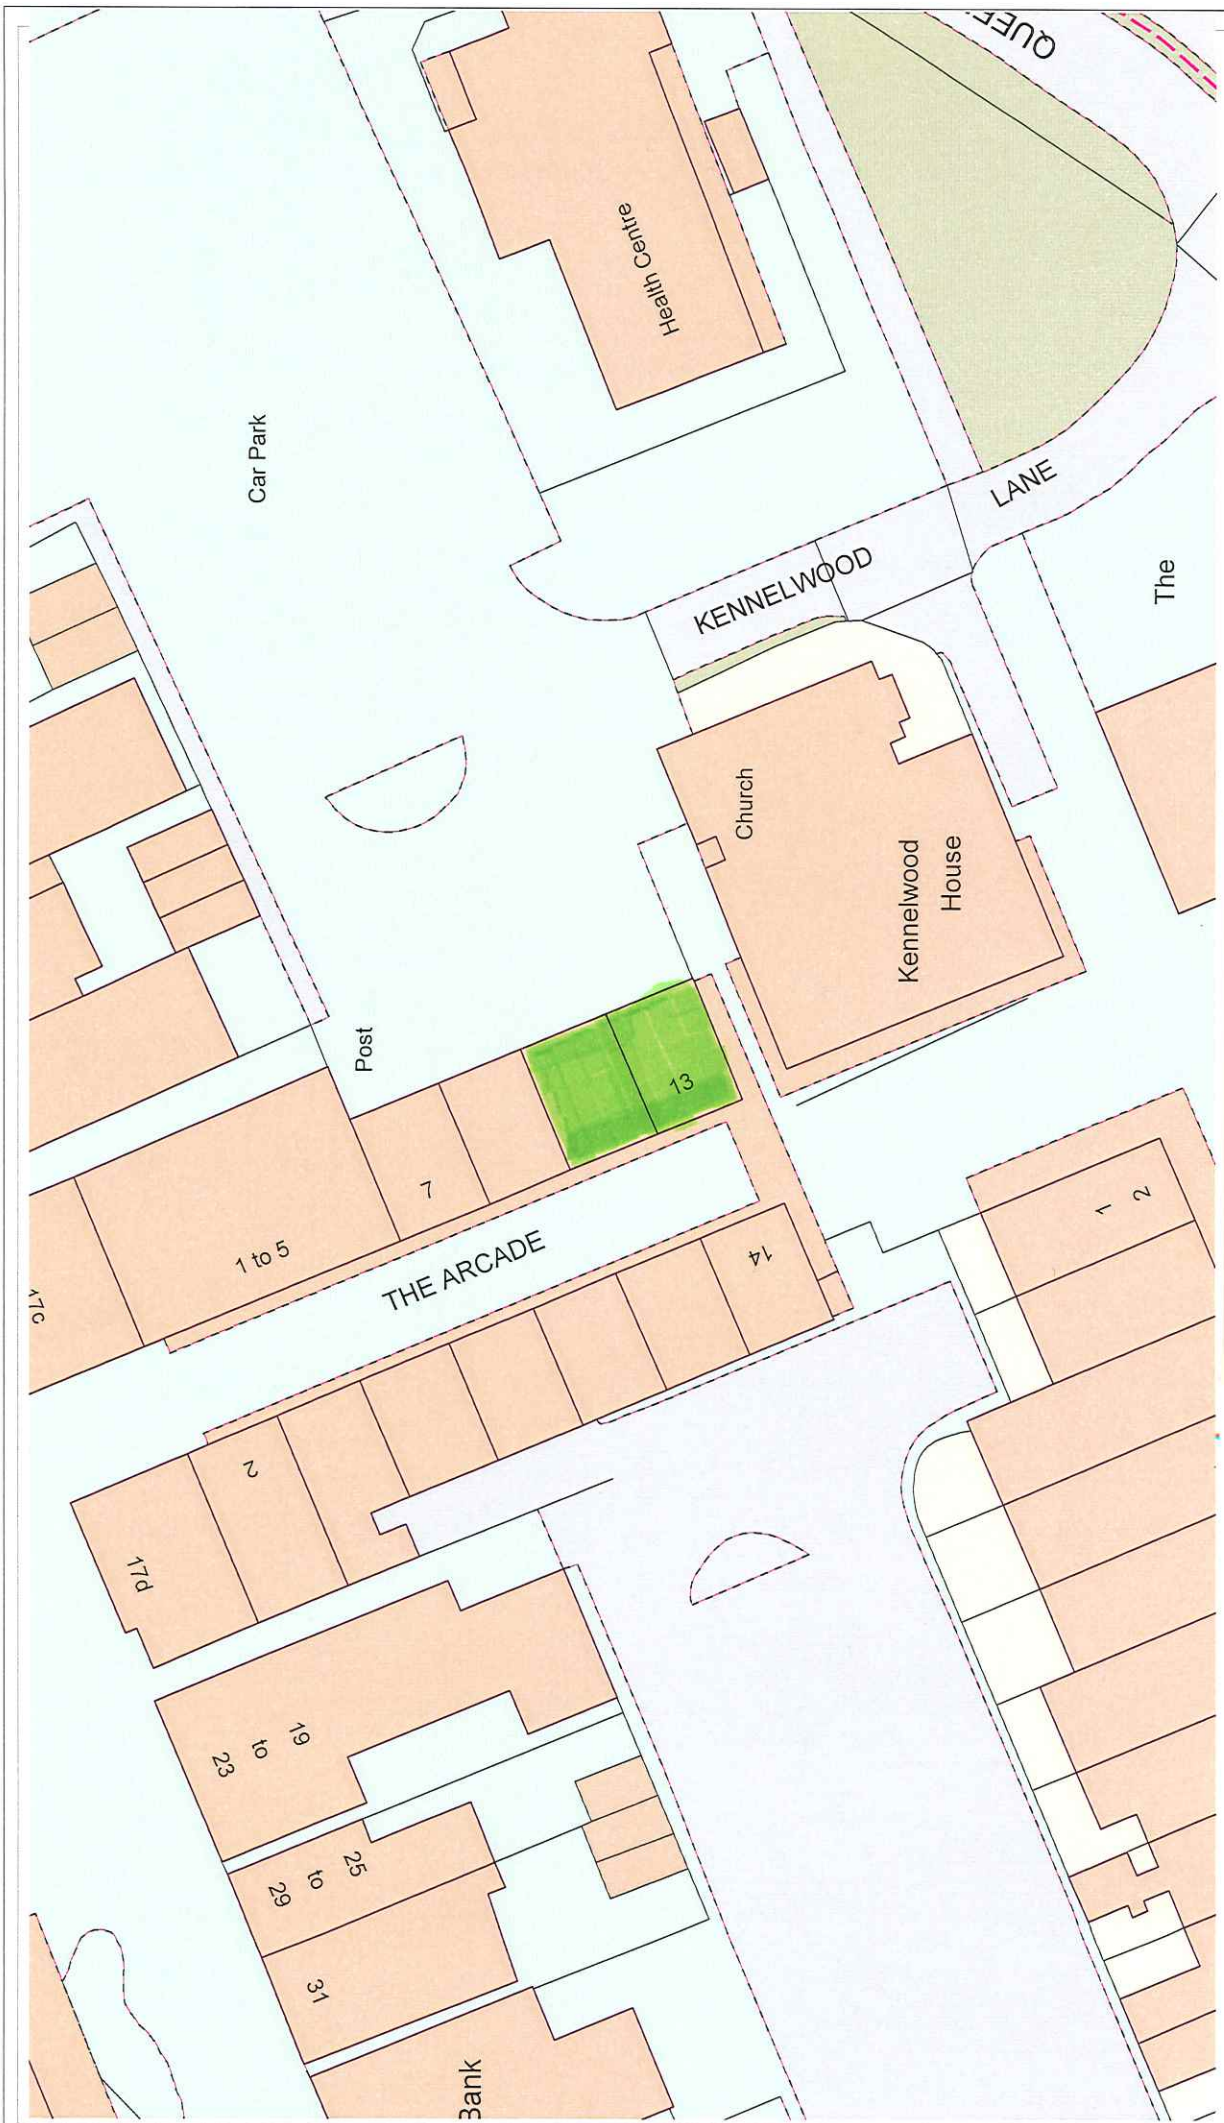 QUEE
Health Centre
Car Park
LANE
KENNELWOOD
The
Church
Kennelwood
House
Post
13
7
1 to 5
THE ARCADE
17c
14
1
2
2
17d
23
to
19
29
to
25
31
Bank